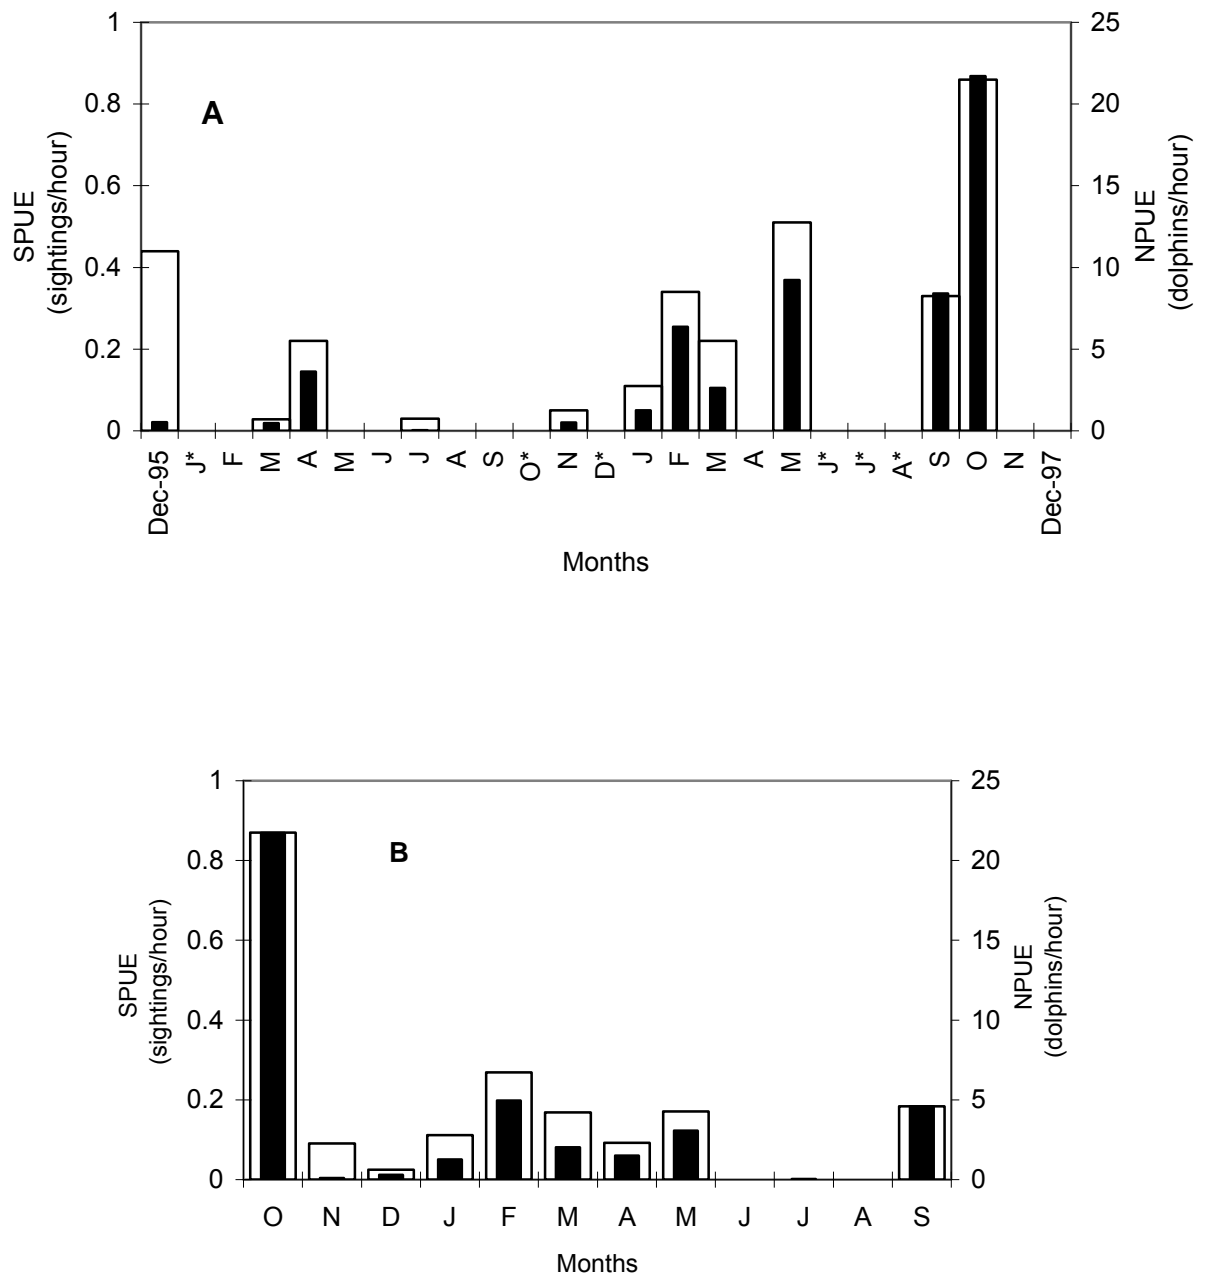 1
0.8
0.6
0.4
0.2
0
SPUE
(sightings/hour)
A
25
20
15
10
5
0
NPUE
(dolphins/hour)
Dec-95 J* F M A M J J A S O* N D* J F M A M J* J* A* S O N Dec-97
Months
1
0.8
0.6
0.4
0.2
0
SPUE
(sightings/hour)
B
25
20
15
10
5
0
NPUE
(dolphins/hour)
O N D J F M A M J J A S
Months